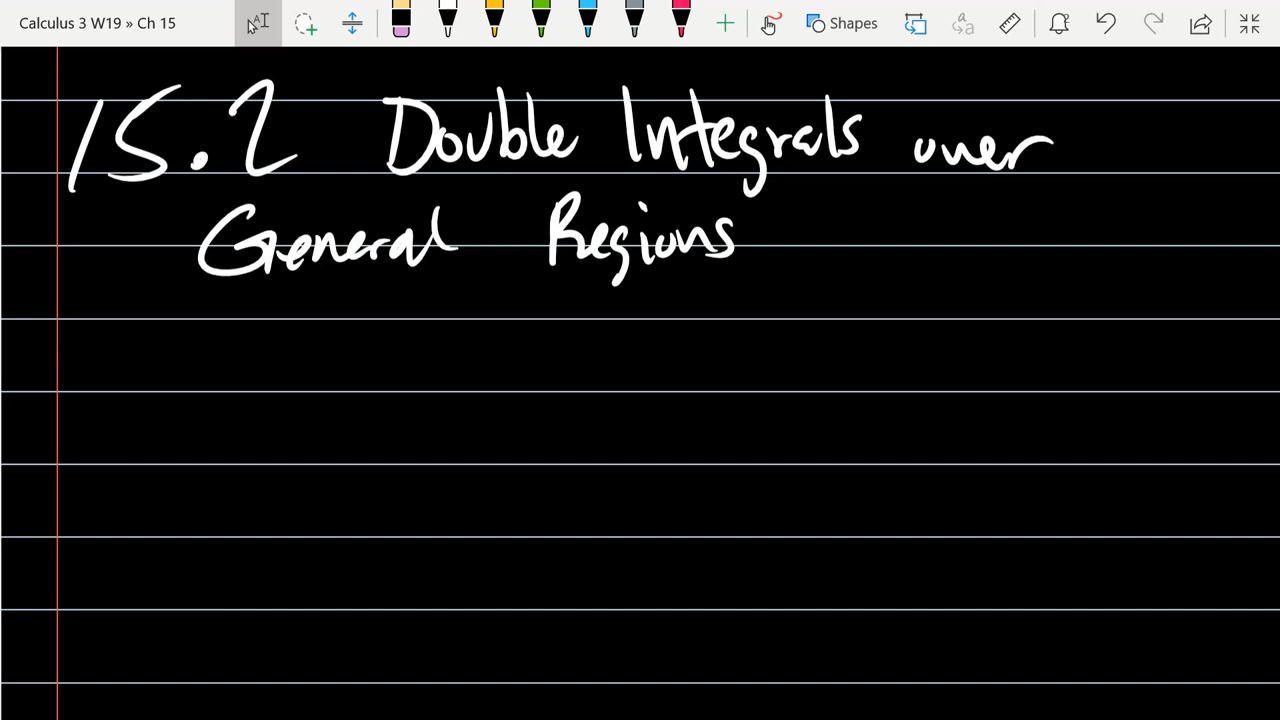 Calculus 3 W19 » Ch 15
Shapes
15.2 Double Integrals over
General Regions